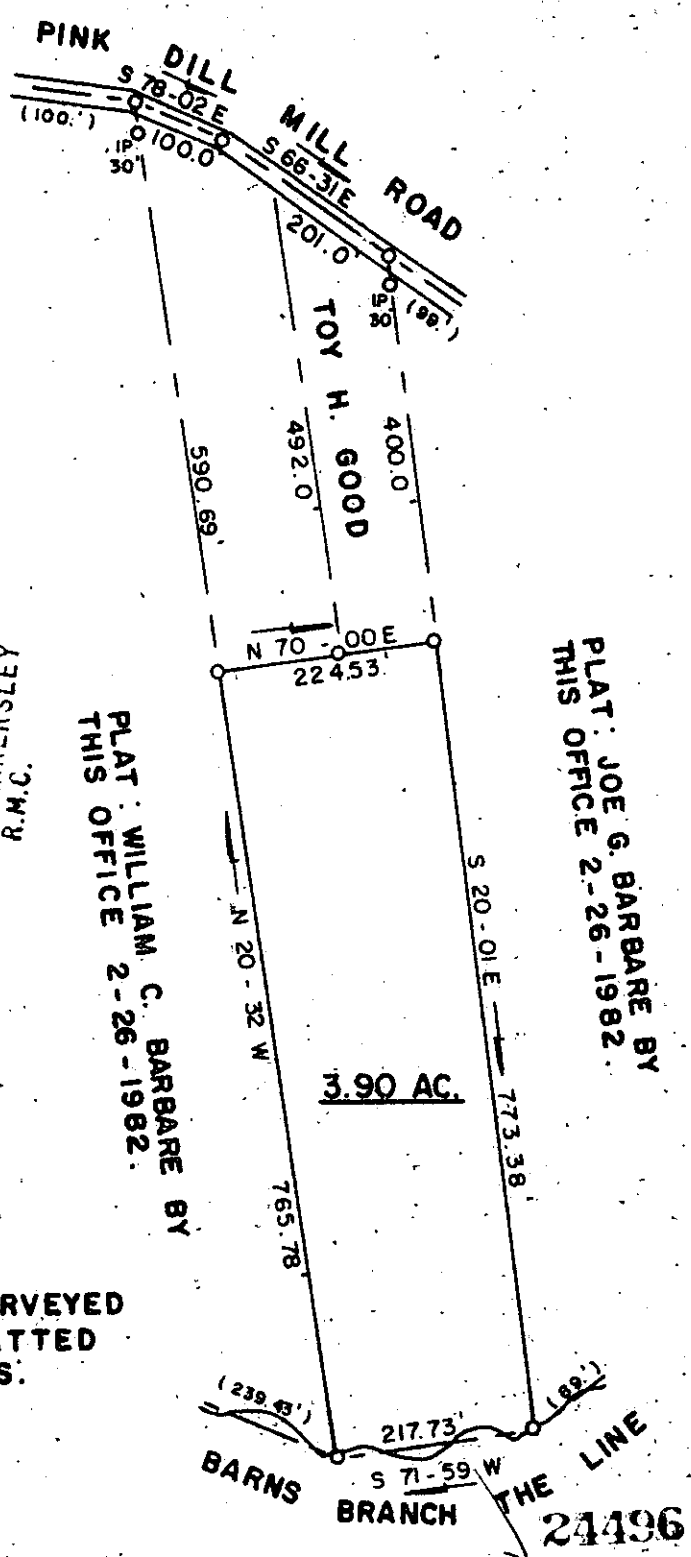 PINK DILL MILL ROAD
S 78-02 E
(100.')
100.0'
IP
30'
S 66-31 E
201.0'
IP
30'
(99.')
TOY H. GOOD
590.69'
492.0'
400.0'
N 70-00 E
224.53'
R.M.C.
PLAT: WILLIAM C. BARBARE BY
THIS OFFICE 2-26-1982.
PLAT: JOE G. BARBARE BY
THIS OFFICE 2-26-1982.
N 20-32 W
765.78'
S 20-01 E
773.38'
3.90 AC.
RVEYED
TTED
S.
(239.43')
217.73'
(89.')
S 71-59 W
BARNS BRANCH THE LINE
24496